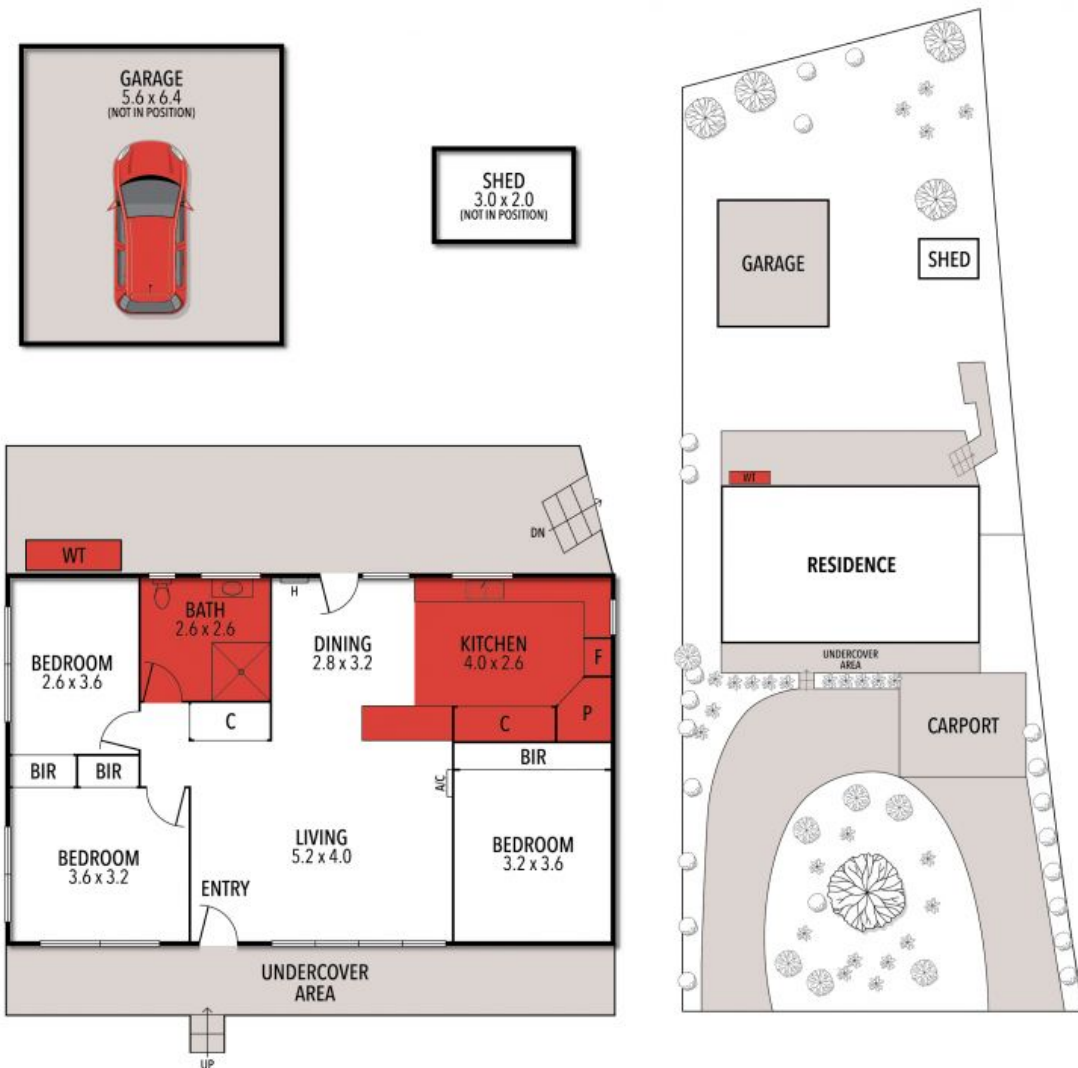 GARAGE
5.6 x 6.4
(NOT IN POSITION)
SHED
3.0 x 2.0
(NOT IN POSITION)
WT
DN
H
BATH
2.6 x 2.6
DINING
2.8 x 3.2
KITCHEN
4.0 x 2.6
F
P
C
C
BEDROOM
2.6 x 3.6
BIR
BIR
BIR
A/C
BEDROOM
3.6 x 3.2
LIVING
5.2 x 4.0
BEDROOM
3.2 x 3.6
ENTRY
UNDERCOVER
AREA
UP
GARAGE
SHED
WT
RESIDENCE
UNDERCOVER
AREA
CARPORT